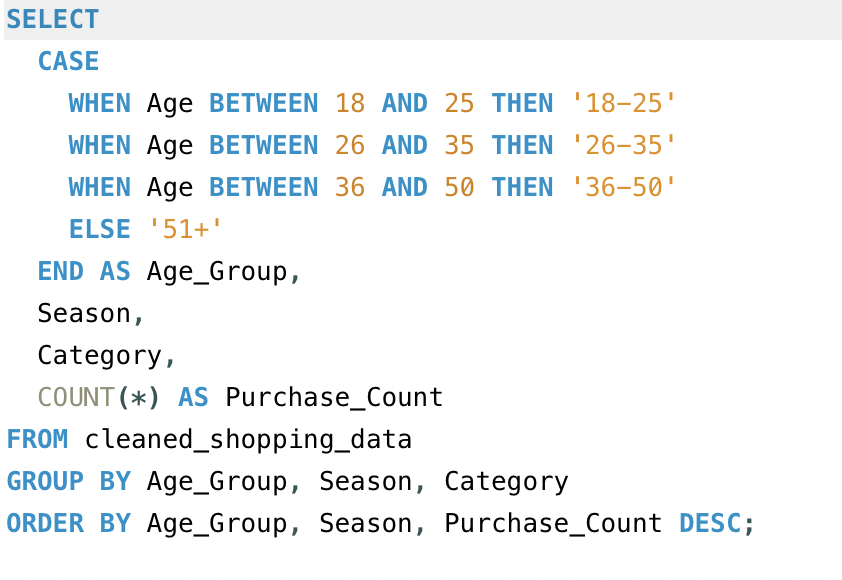 SELECT
  CASE
    WHEN Age BETWEEN 18 AND 25 THEN '18-25'
    WHEN Age BETWEEN 26 AND 35 THEN '26-35'
    WHEN Age BETWEEN 36 AND 50 THEN '36-50'
    ELSE '51+'
  END AS Age_Group,
  Season,
  Category,
  COUNT(*) AS Purchase_Count
FROM cleaned_shopping_data
GROUP BY Age_Group, Season, Category
ORDER BY Age_Group, Season, Purchase_Count DESC;